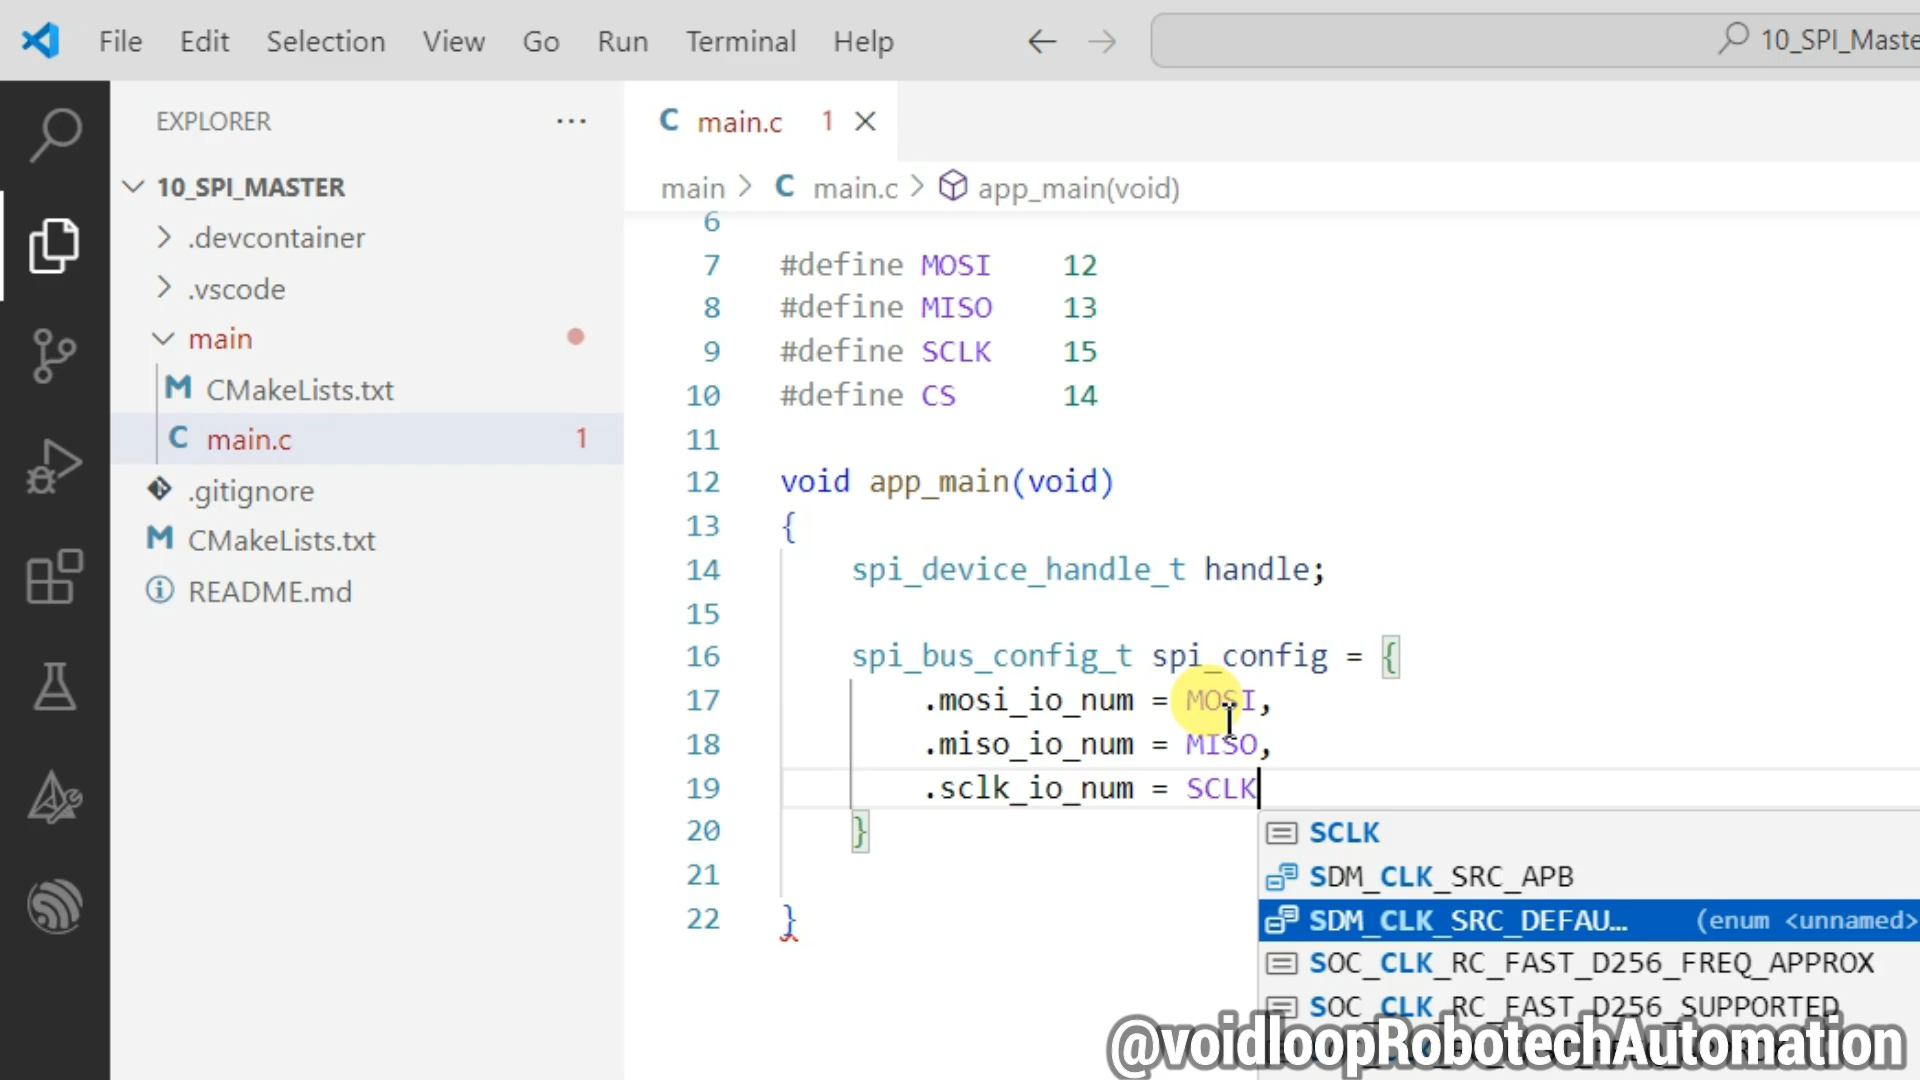 File Edit Selection View Go Run Terminal Help
10_SPI_Maste
EXPLORER ...
10_SPI_MASTER
.devcontainer
.vscode
main
CMakeLists.txt
C main.c 1
.gitignore
CMakeLists.txt
README.md
C main.c 1
main > C main.c > app_main(void)
6
7 #define MOSI 12
8 #define MISO 13
9 #define SCLK 15
10 #define CS 14
11
12 void app_main(void)
13 {
14 spi_device_handle_t handle;
15
16 spi_bus_config_t spi_config = {
17 .mosi_io_num = MOSI,
18 .miso_io_num = MISO,
19 .sclk_io_num = SCLK
20 }
21
22 }
SCLK
SDM_CLK_SRC_APB
SDM_CLK_SRC_DEFAU... (enum <unnamed>
SOC_CLK_RC_FAST_D256_FREQ_APPROX
SOC_CLK_RC_FAST_D256_SUPPORTED
@voidloopRobotechAutomation